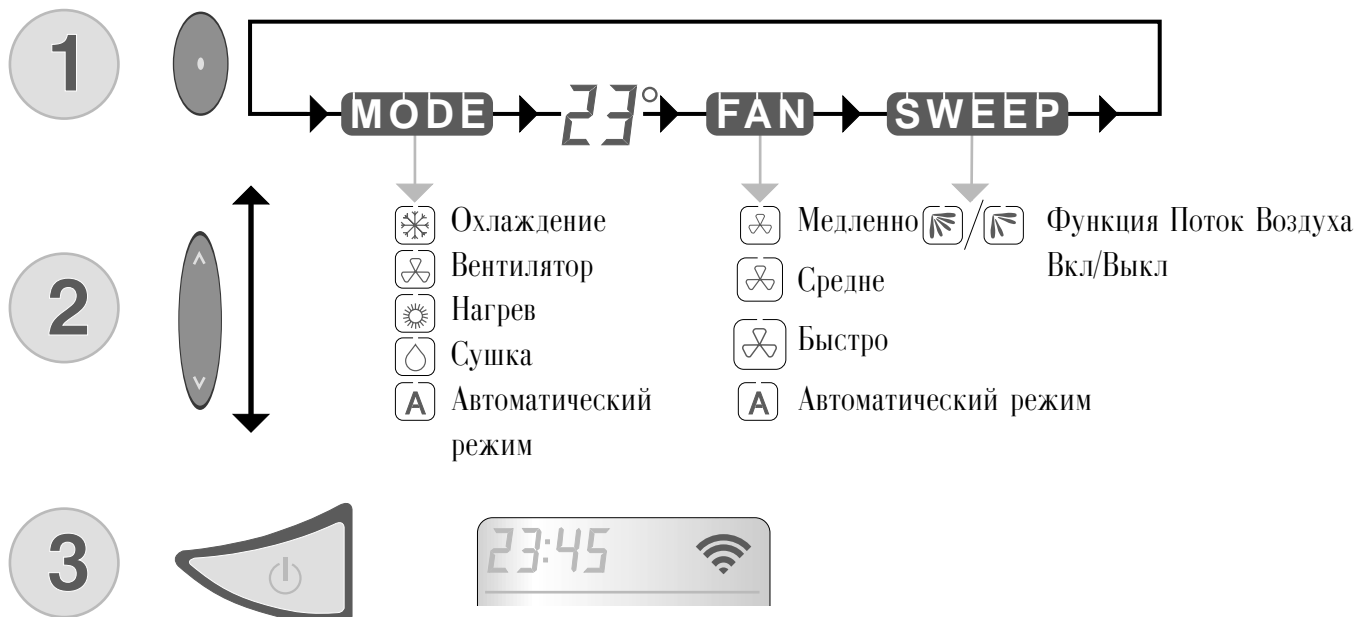 1
MODE 23° FAN SWEEP
2
Охлаждение
Вентилятор
Нагрев
Сушка
A Автоматический
режим
Медленно / Функция Поток Воздуха
Вкл/Выкл
Средне
Быстро
A Автоматический режим
3
23:45